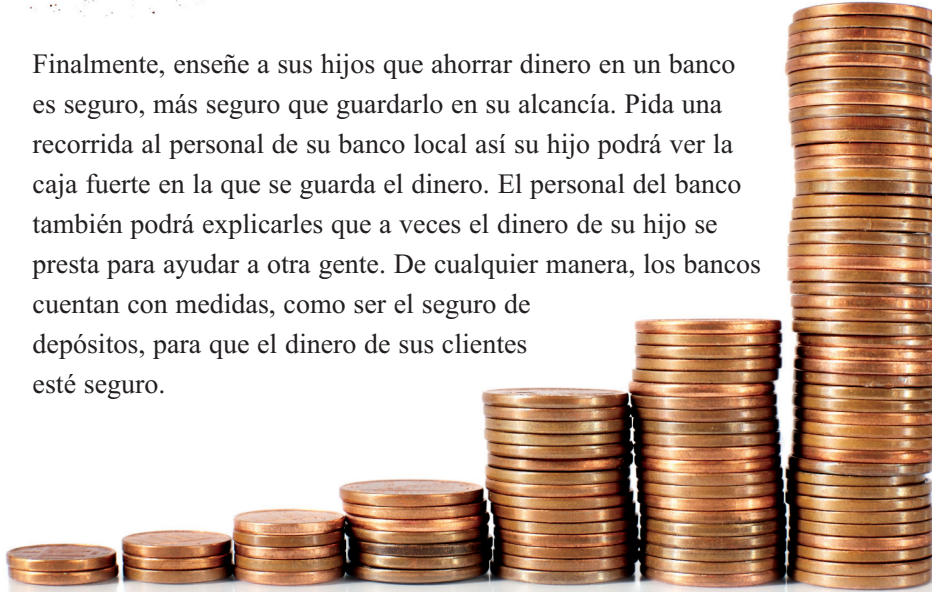 Finalmente, enseñe a sus hijos que ahorrar dinero en un banco
es seguro, más seguro que guardarlo en su alcancía. Pida una
recorrida al personal de su banco local así su hijo podrá ver la
caja fuerte en la que se guarda el dinero. El personal del banco
también podrá explicarles que a veces el dinero de su hijo se
presta para ayudar a otra gente. De cualquier manera, los bancos
cuentan con medidas, como ser el seguro de
depósitos, para que el dinero de sus clientes
esté seguro.